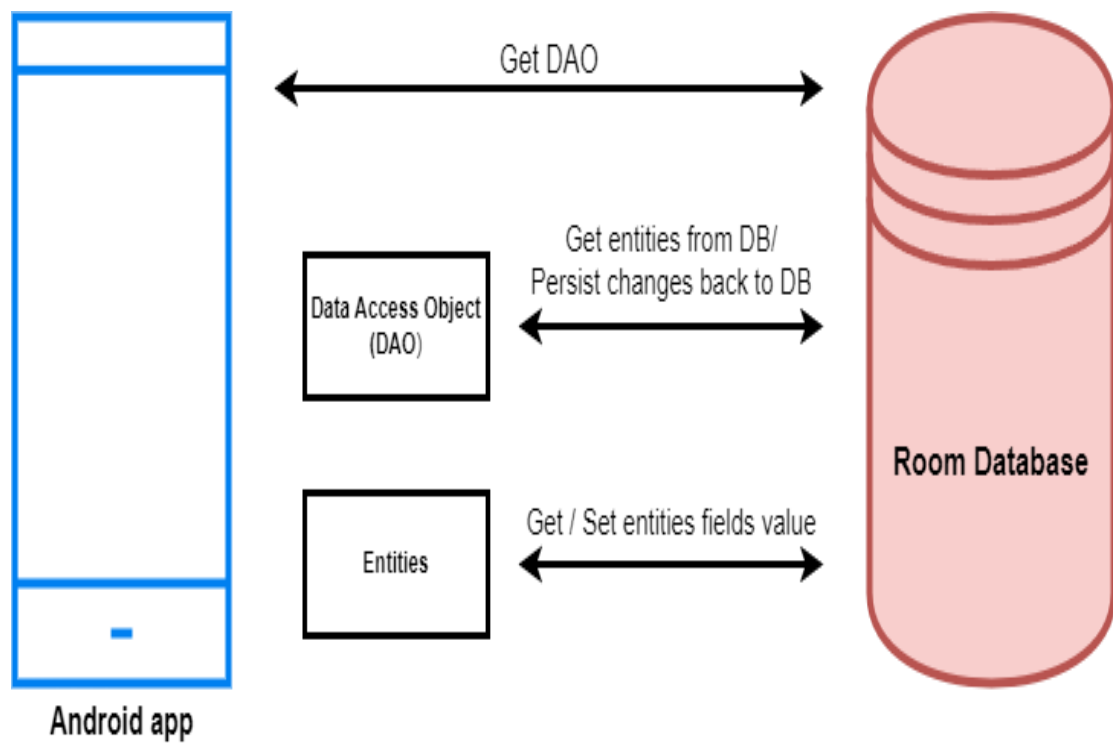 Get DAO
Get entities from DB/
Persist changes back to DB
Data Access Object
(DAO)
Room Database
Get / Set entities fields value
Entities
Android app